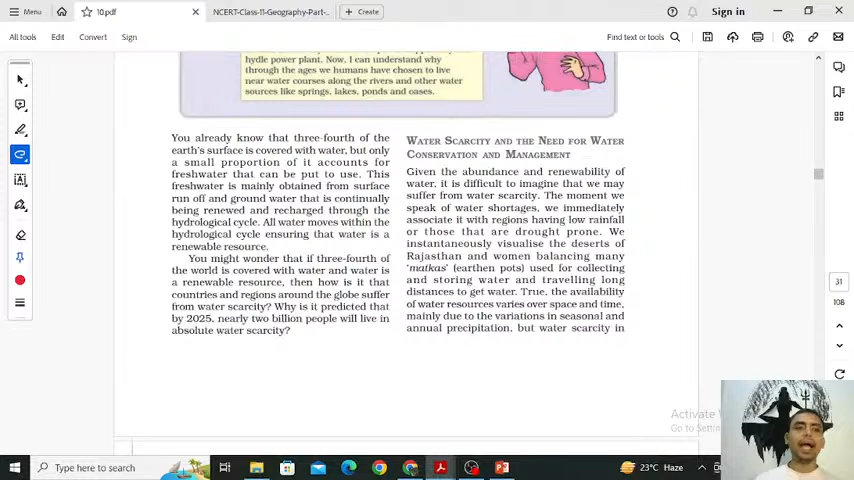 Menu
10.pdf
NCERT-Class-11-Geography-Part-..
Create
Sign in
All tools
Edit
Convert
Sign
Find text or tools
hydle power plant. Now, I can understand why
through the ages we humans have chosen to live
near water courses along the rivers and other water
sources like springs, lakes, ponds and oases.
You already know that three-fourth of the
earth's surface is covered with water, but only
a small proportion of it accounts for
freshwater that can be put to use. This
freshwater is mainly obtained from surface
run off and ground water that is continually
being renewed and recharged through the
hydrological cycle. All water moves within the
hydrological cycle ensuring that water is a
renewable resource.
You might wonder that if three-fourth of
the world is covered with water and water is
a renewable resource, then how is it that
countries and regions around the globe suffer
from water scarcity? Why is it predicted that
by 2025, nearly two billion people will live in
absolute water scarcity?
WATER SCARCITY AND THE NEED FOR WATER
CONSERVATION AND MANAGEMENT
Given the abundance and renewability of
water, it is difficult to imagine that we may
suffer from water scarcity. The moment we
speak of water shortages, we immediately
associate it with regions having low rainfall
or those that are drought prone. We
instantaneously visualise the deserts of
Rajasthan and women balancing many
'matkas' (earthen pots) used for collecting
and storing water and travelling long
distances to get water. True, the availability
of water resources varies over space and time,
mainly due to the variations in seasonal and
annual precipitation, but water scarcity in
31
108
Activate
Go to
Type here to search
23°C Haze